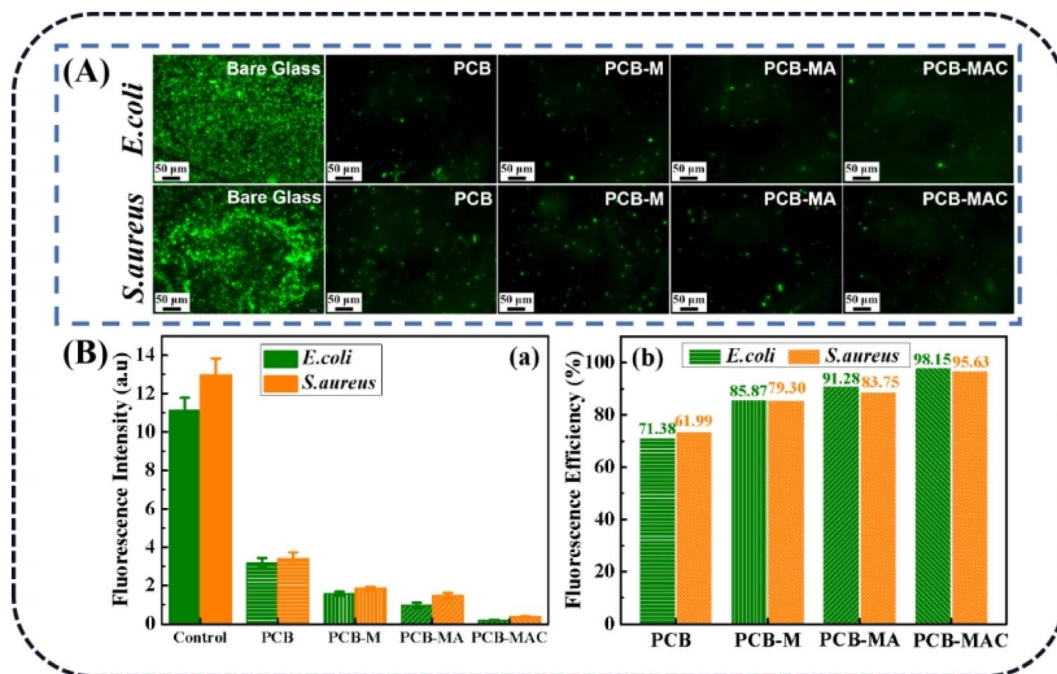 (A)
E.coli
Bare Glass
PCB
PCB-M
PCB-MA
PCB-MAC
50 µm
50 µm
50 µm
50 µm
50 µm
S.aureus
Bare Glass
PCB
PCB-M
PCB-MA
PCB-MAC
50 µm
50 µm
50 µm
50 µm
50 µm
(B)
(a)
Fluorescence Intensity (a.u)
14
12
10
8
6
4
2
0
E.coli
S.aureus
Control
PCB
PCB-M
PCB-MA
PCB-MAC
(b)
Fluorescence Efficiency (%)
100
80
60
40
20
0
E.coli
S.aureus
71.38
61.99
85.87
79.30
91.28
83.75
98.15
95.63
PCB
PCB-M
PCB-MA
PCB-MAC